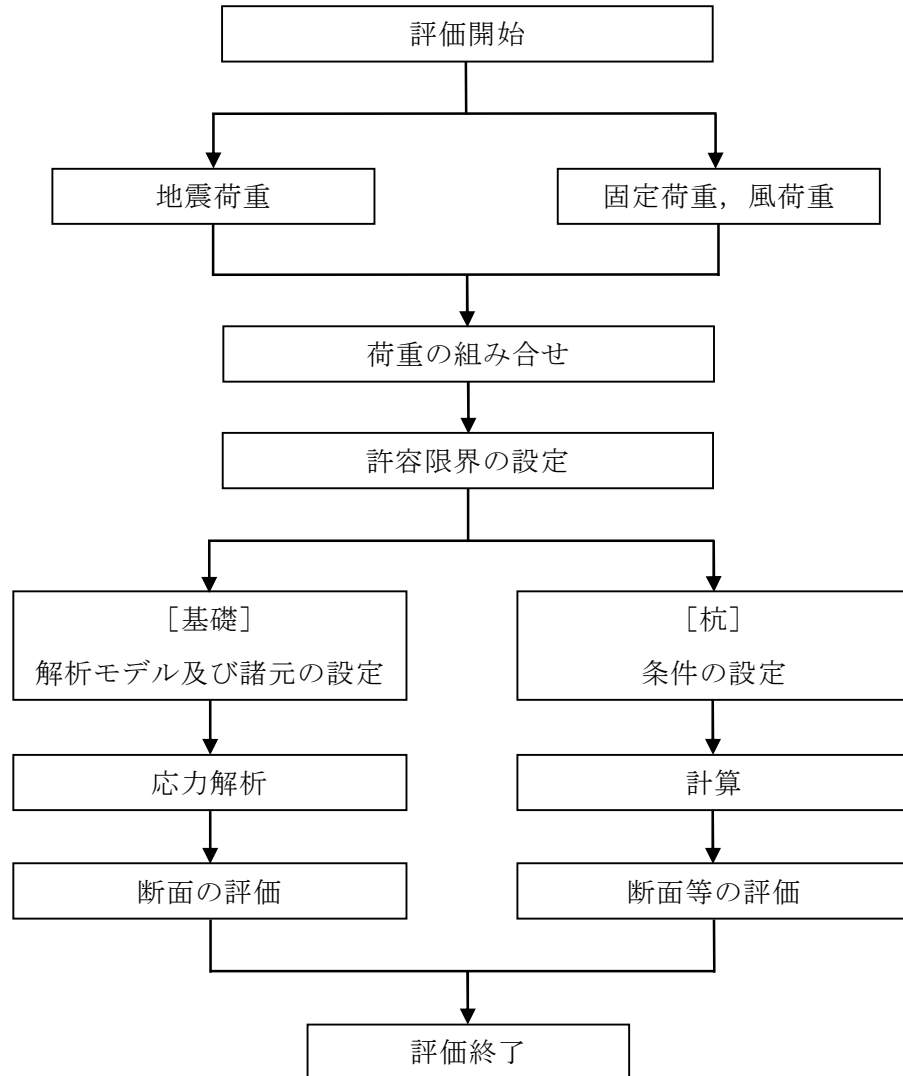 評価開始
地震荷重
固定荷重，風荷重
荷重の組み合せ
許容限界の設定
［基礎］
解析モデル及び諸元の設定
［杭］
条件の設定
応力解析
計算
断面の評価
断面等の評価
評価終了